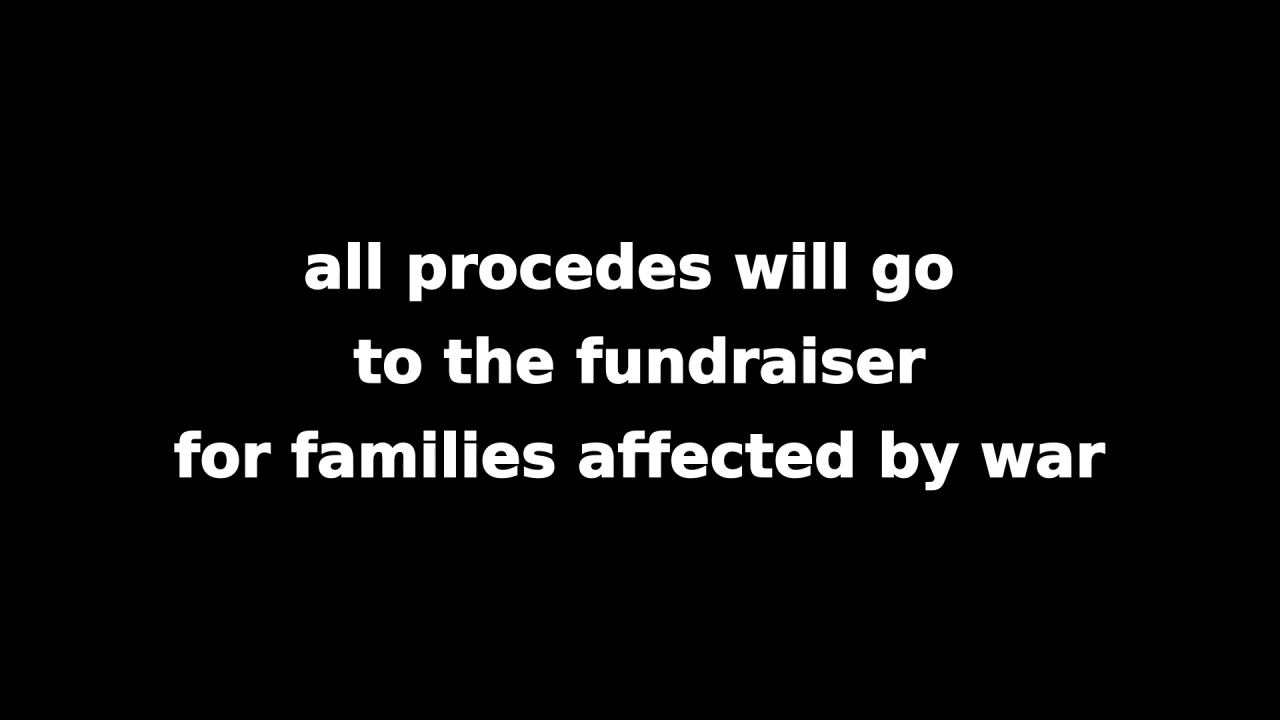 all procedes will go
to the fundraiser
for families affected by war